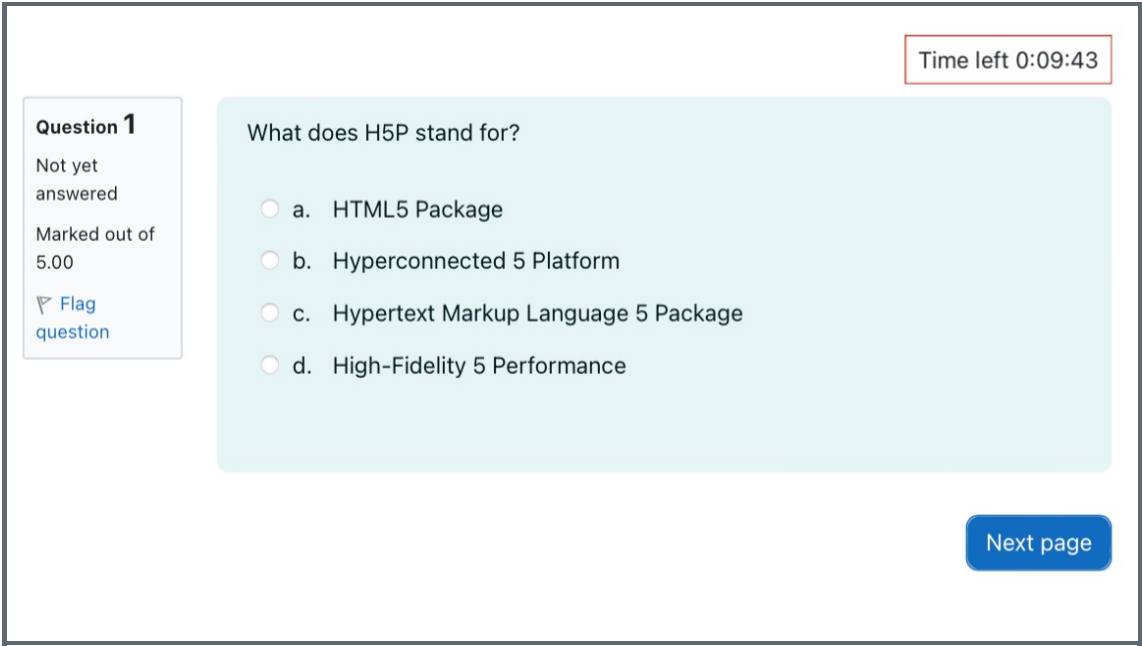 Time left 0:09:43
Question 1
Not yet
answered
Marked out of
5.00
Flag
question
What does H5P stand for?
a. HTML5 Package
b. Hyperconnected 5 Platform
c. Hypertext Markup Language 5 Package
d. High-Fidelity 5 Performance
Next page